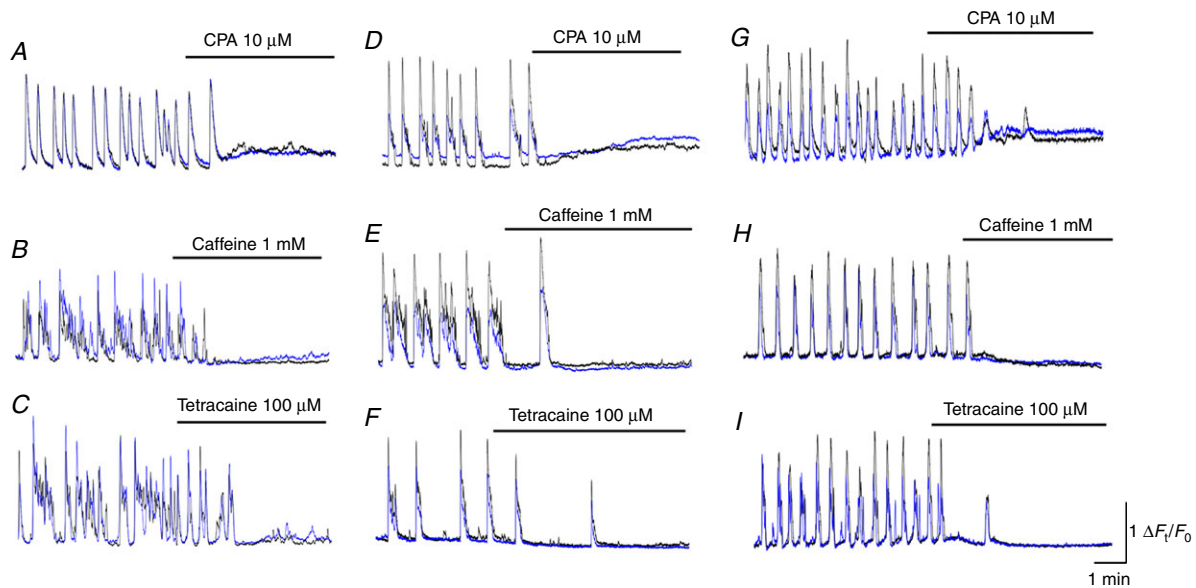 A
CPA 10 μM
D
CPA 10 μM
G
CPA 10 μM
B
Caffeine 1 mM
E
Caffeine 1 mM
H
Caffeine 1 mM
C
Tetracaine 100 μM
F
Tetracaine 100 μM
I
Tetracaine 100 μM
1 ΔFt/F0
1 min